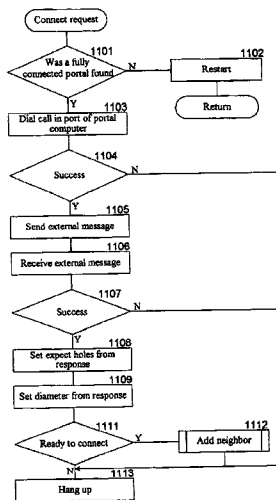 Connect request
1101
Was a fully
connected portal found
N
1102
Restart
Return
Y
1103
Dial call in port of portal
computer
1104
Success
N
Y
1105
Send external message
1106
Receive external message
1107
Success
N
Y
1108
Set expect holes from
response
1109
Set diameter from response
1111
Ready to connect
Y
1112
Add neighbor
N
1113
Hang up